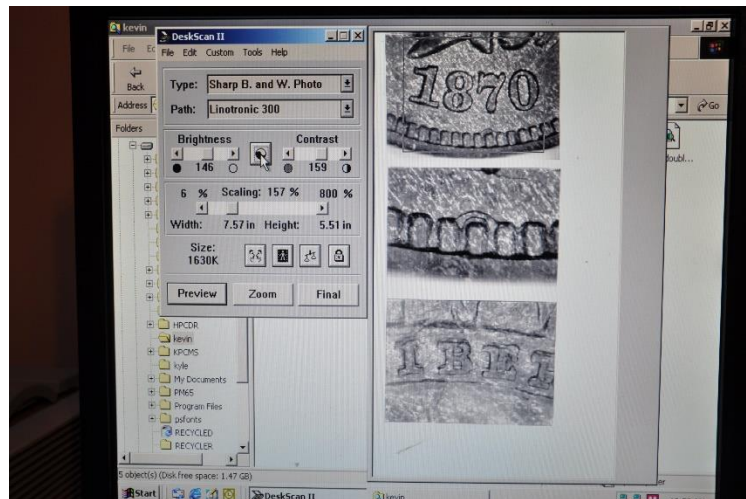 kevin
DeskScan II
File Edit Custom Tools Help
File
Back
Address
Go
Folders
Type: Sharp B. and W. Photo
Path: Linotronic 300
Brightness Contrast
146 159
6 % Scaling: 157 % 800 %
Width: 7.57 in Height: 5.51 in
Size:
1630K
Preview Zoom Final
1870
doubl...
HPCDR
kevin
KPCMS
kyle
My Documents
PM65
Program Files
psfonts
RECYCLED
RECYCLER
5 object(s) (Disk free space: 1.47 GB)
Start
DeskScan II
kevin